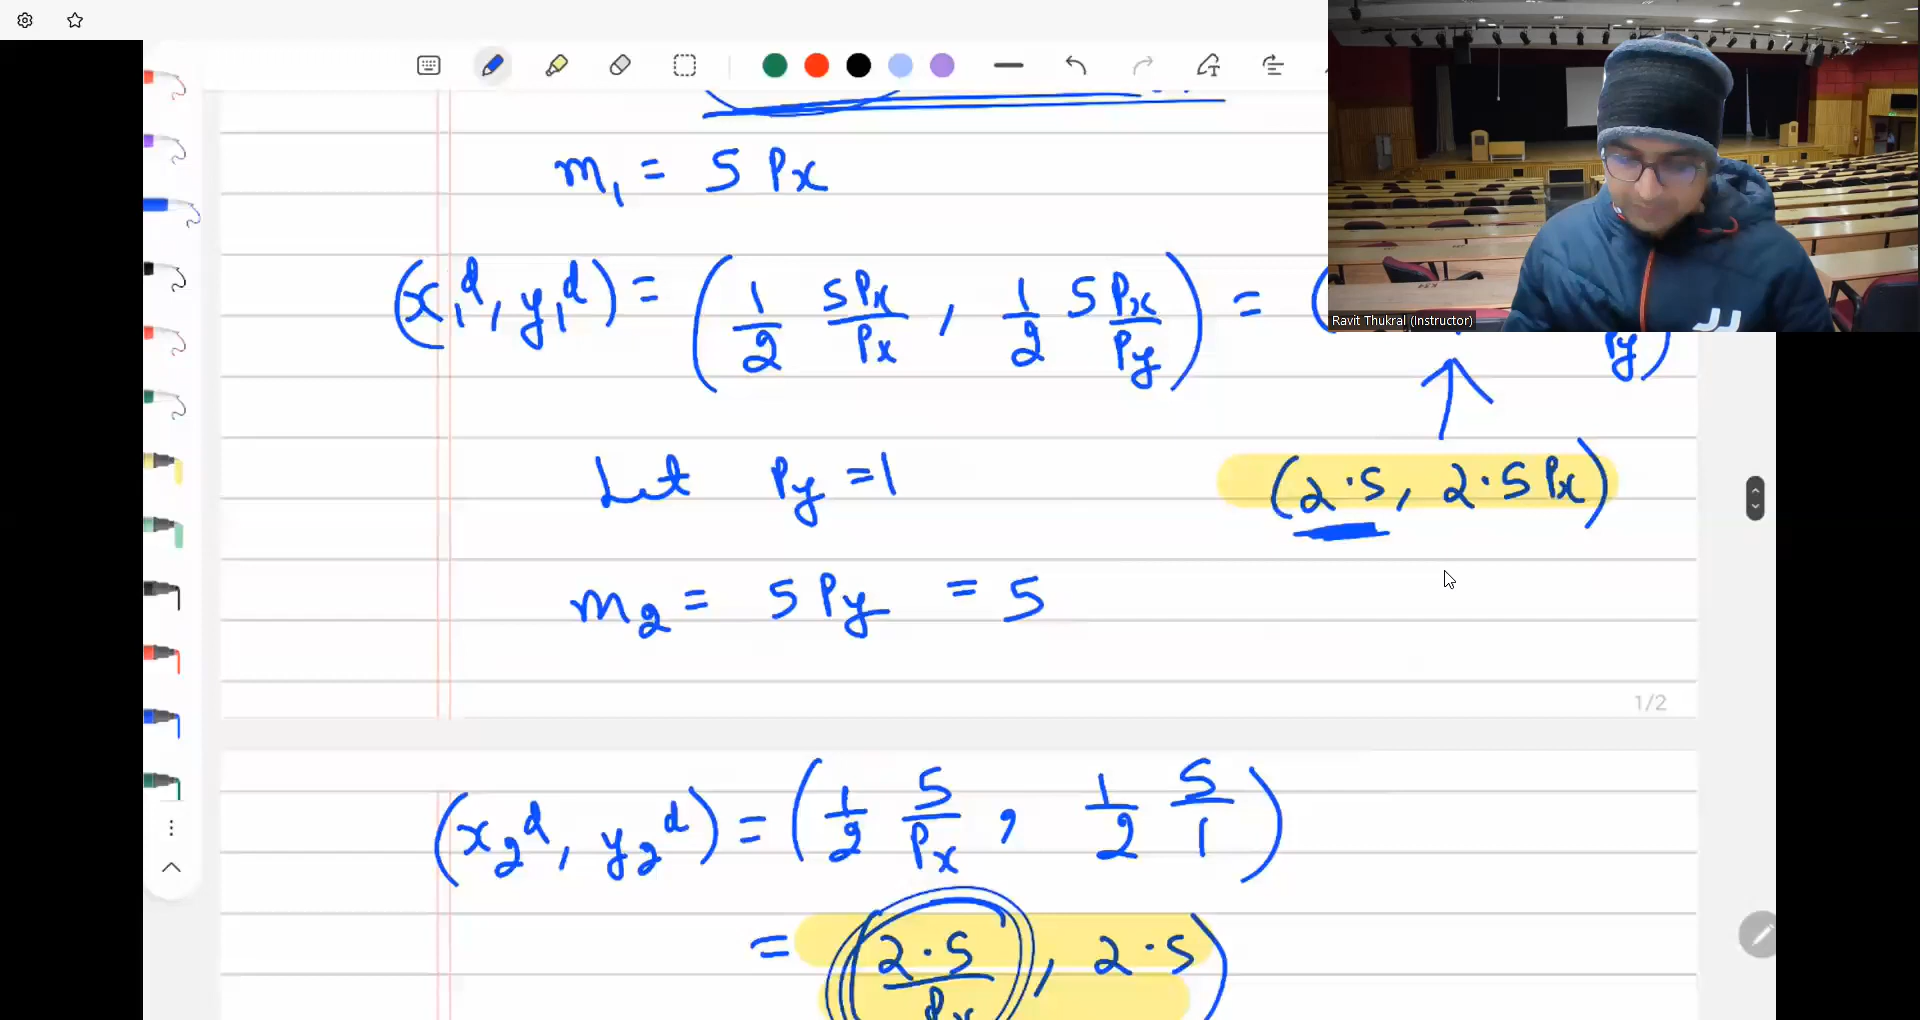 m₁ = 5 Px
(x₁ᵈ, y₁ᵈ) = (1/2 5Px/Px, 1/2 5 Px/Py) = (
Py)
Ravit Thukral (Instructor)
Let Py = 1
(2.5, 2.5 Px)
m₂ = 5 Py = 5
1/2
(x₂ᵈ, y₂ᵈ) = (1/2 5/Px, 1/2 5/1)
= 2.5/Px, 2.5)